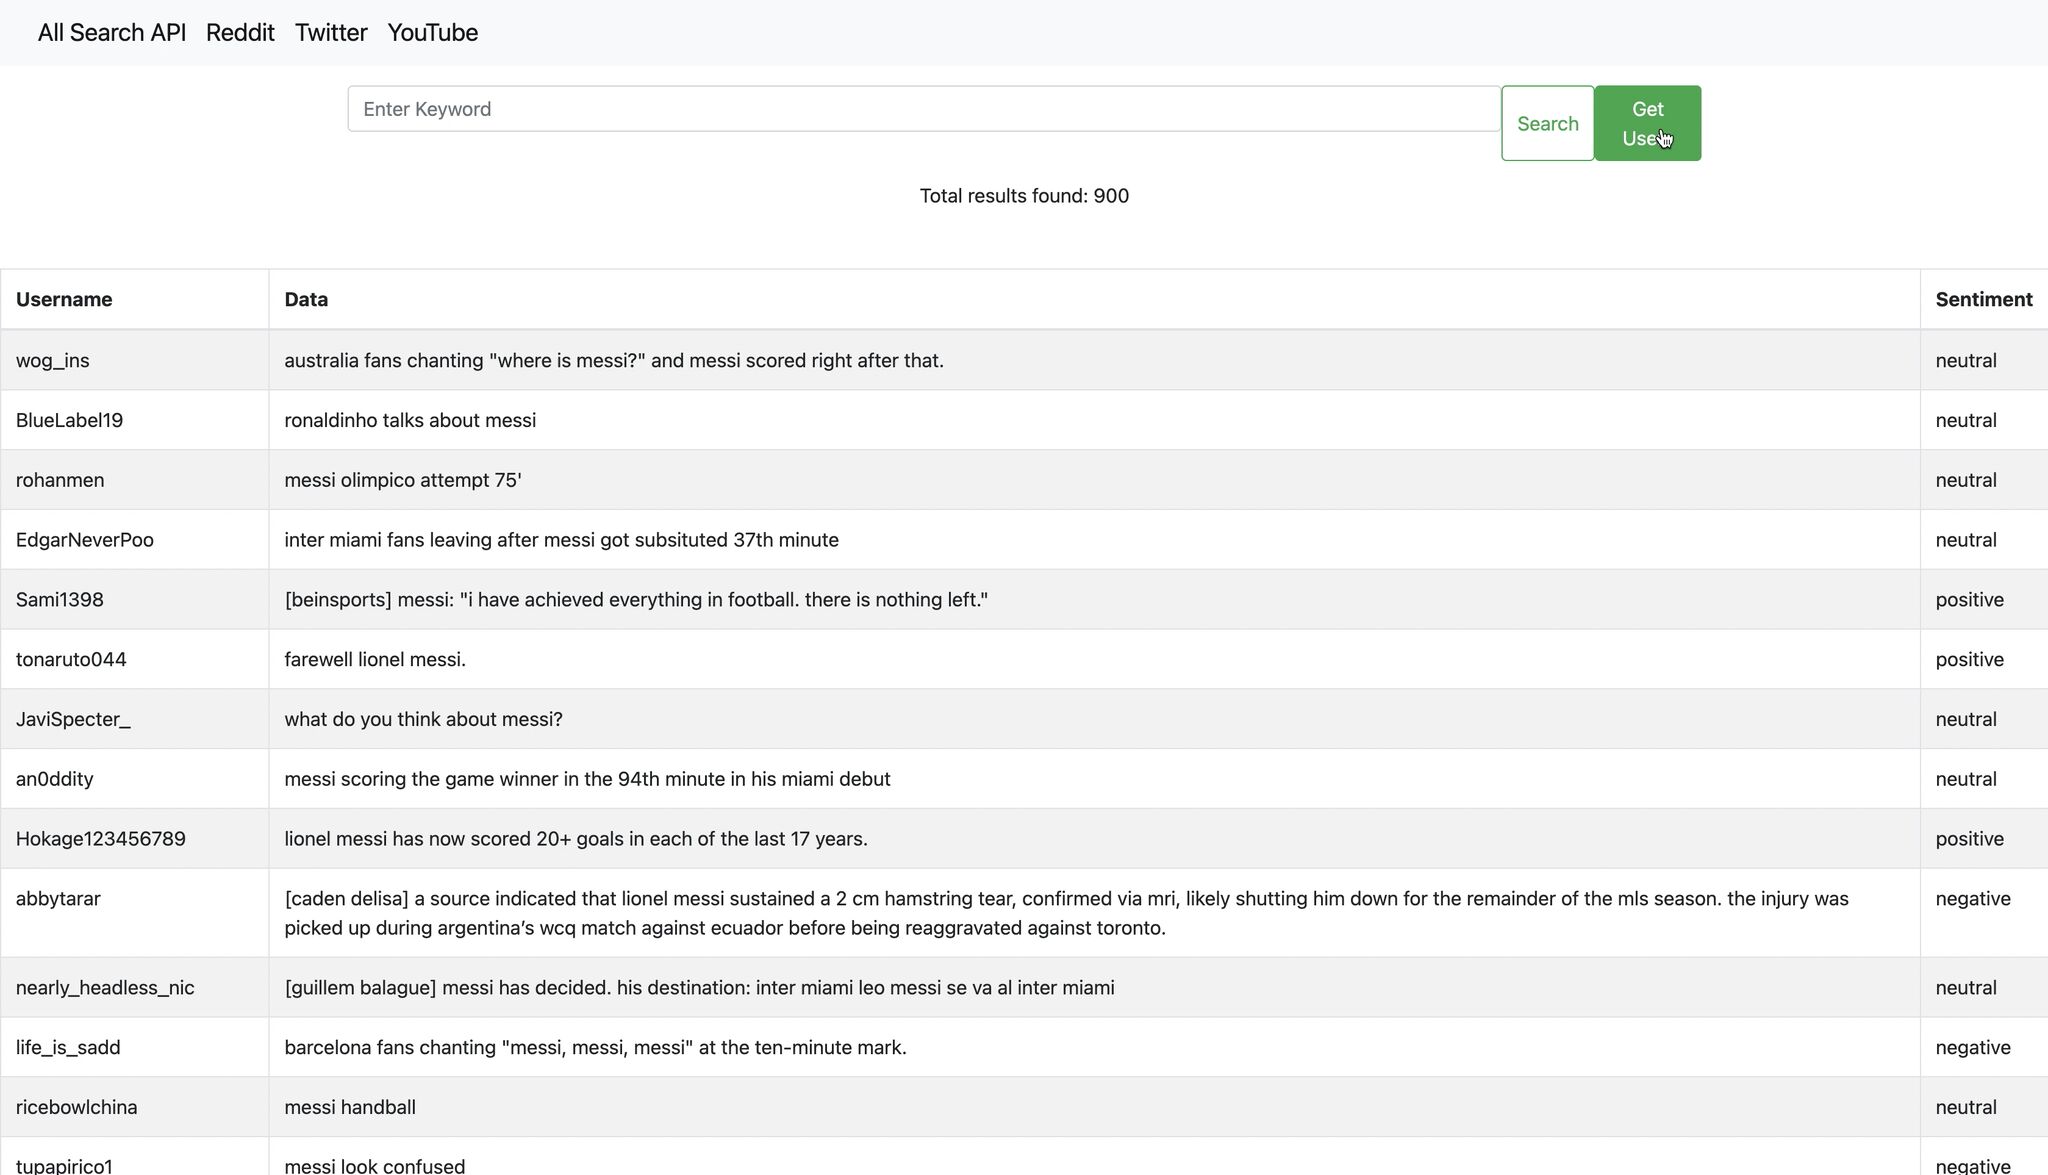 All Search API Reddit Twitter YouTube
Enter Keyword
Search
Get
Total results found: 900
Username Data Sentiment
wog_ins australia fans chanting "where is messi?" and messi scored right after that. neutral
BlueLabel19 ronaldinho talks about messi neutral
rohanmen messi olimpico attempt 75' neutral
EdgarNeverPoo inter miami fans leaving after messi got subsituted 37th minute neutral
Sami1398 [beinsports] messi: "i have achieved everything in football. there is nothing left." positive
tonaruto044 farewell lionel messi. positive
JaviSpecter_ what do you think about messi? neutral
an0ddity messi scoring the game winner in the 94th minute in his miami debut neutral
Hokage123456789 lionel messi has now scored 20+ goals in each of the last 17 years. positive
abbytarar [caden delisa] a source indicated that lionel messi sustained a 2 cm hamstring tear, confirmed via mri, likely shutting him down for the remainder of the mls season. the injury was negative
picked up during argentina’s wcq match against ecuador before being reaggravated against toronto.
nearly_headless_nic [guillem balague] messi has decided. his destination: inter miami leo messi se va al inter miami neutral
life_is_sadd barcelona fans chanting "messi, messi, messi" at the ten-minute mark. negative
ricebowlchina messi handball neutral
tupapirico1 messi look confused negative